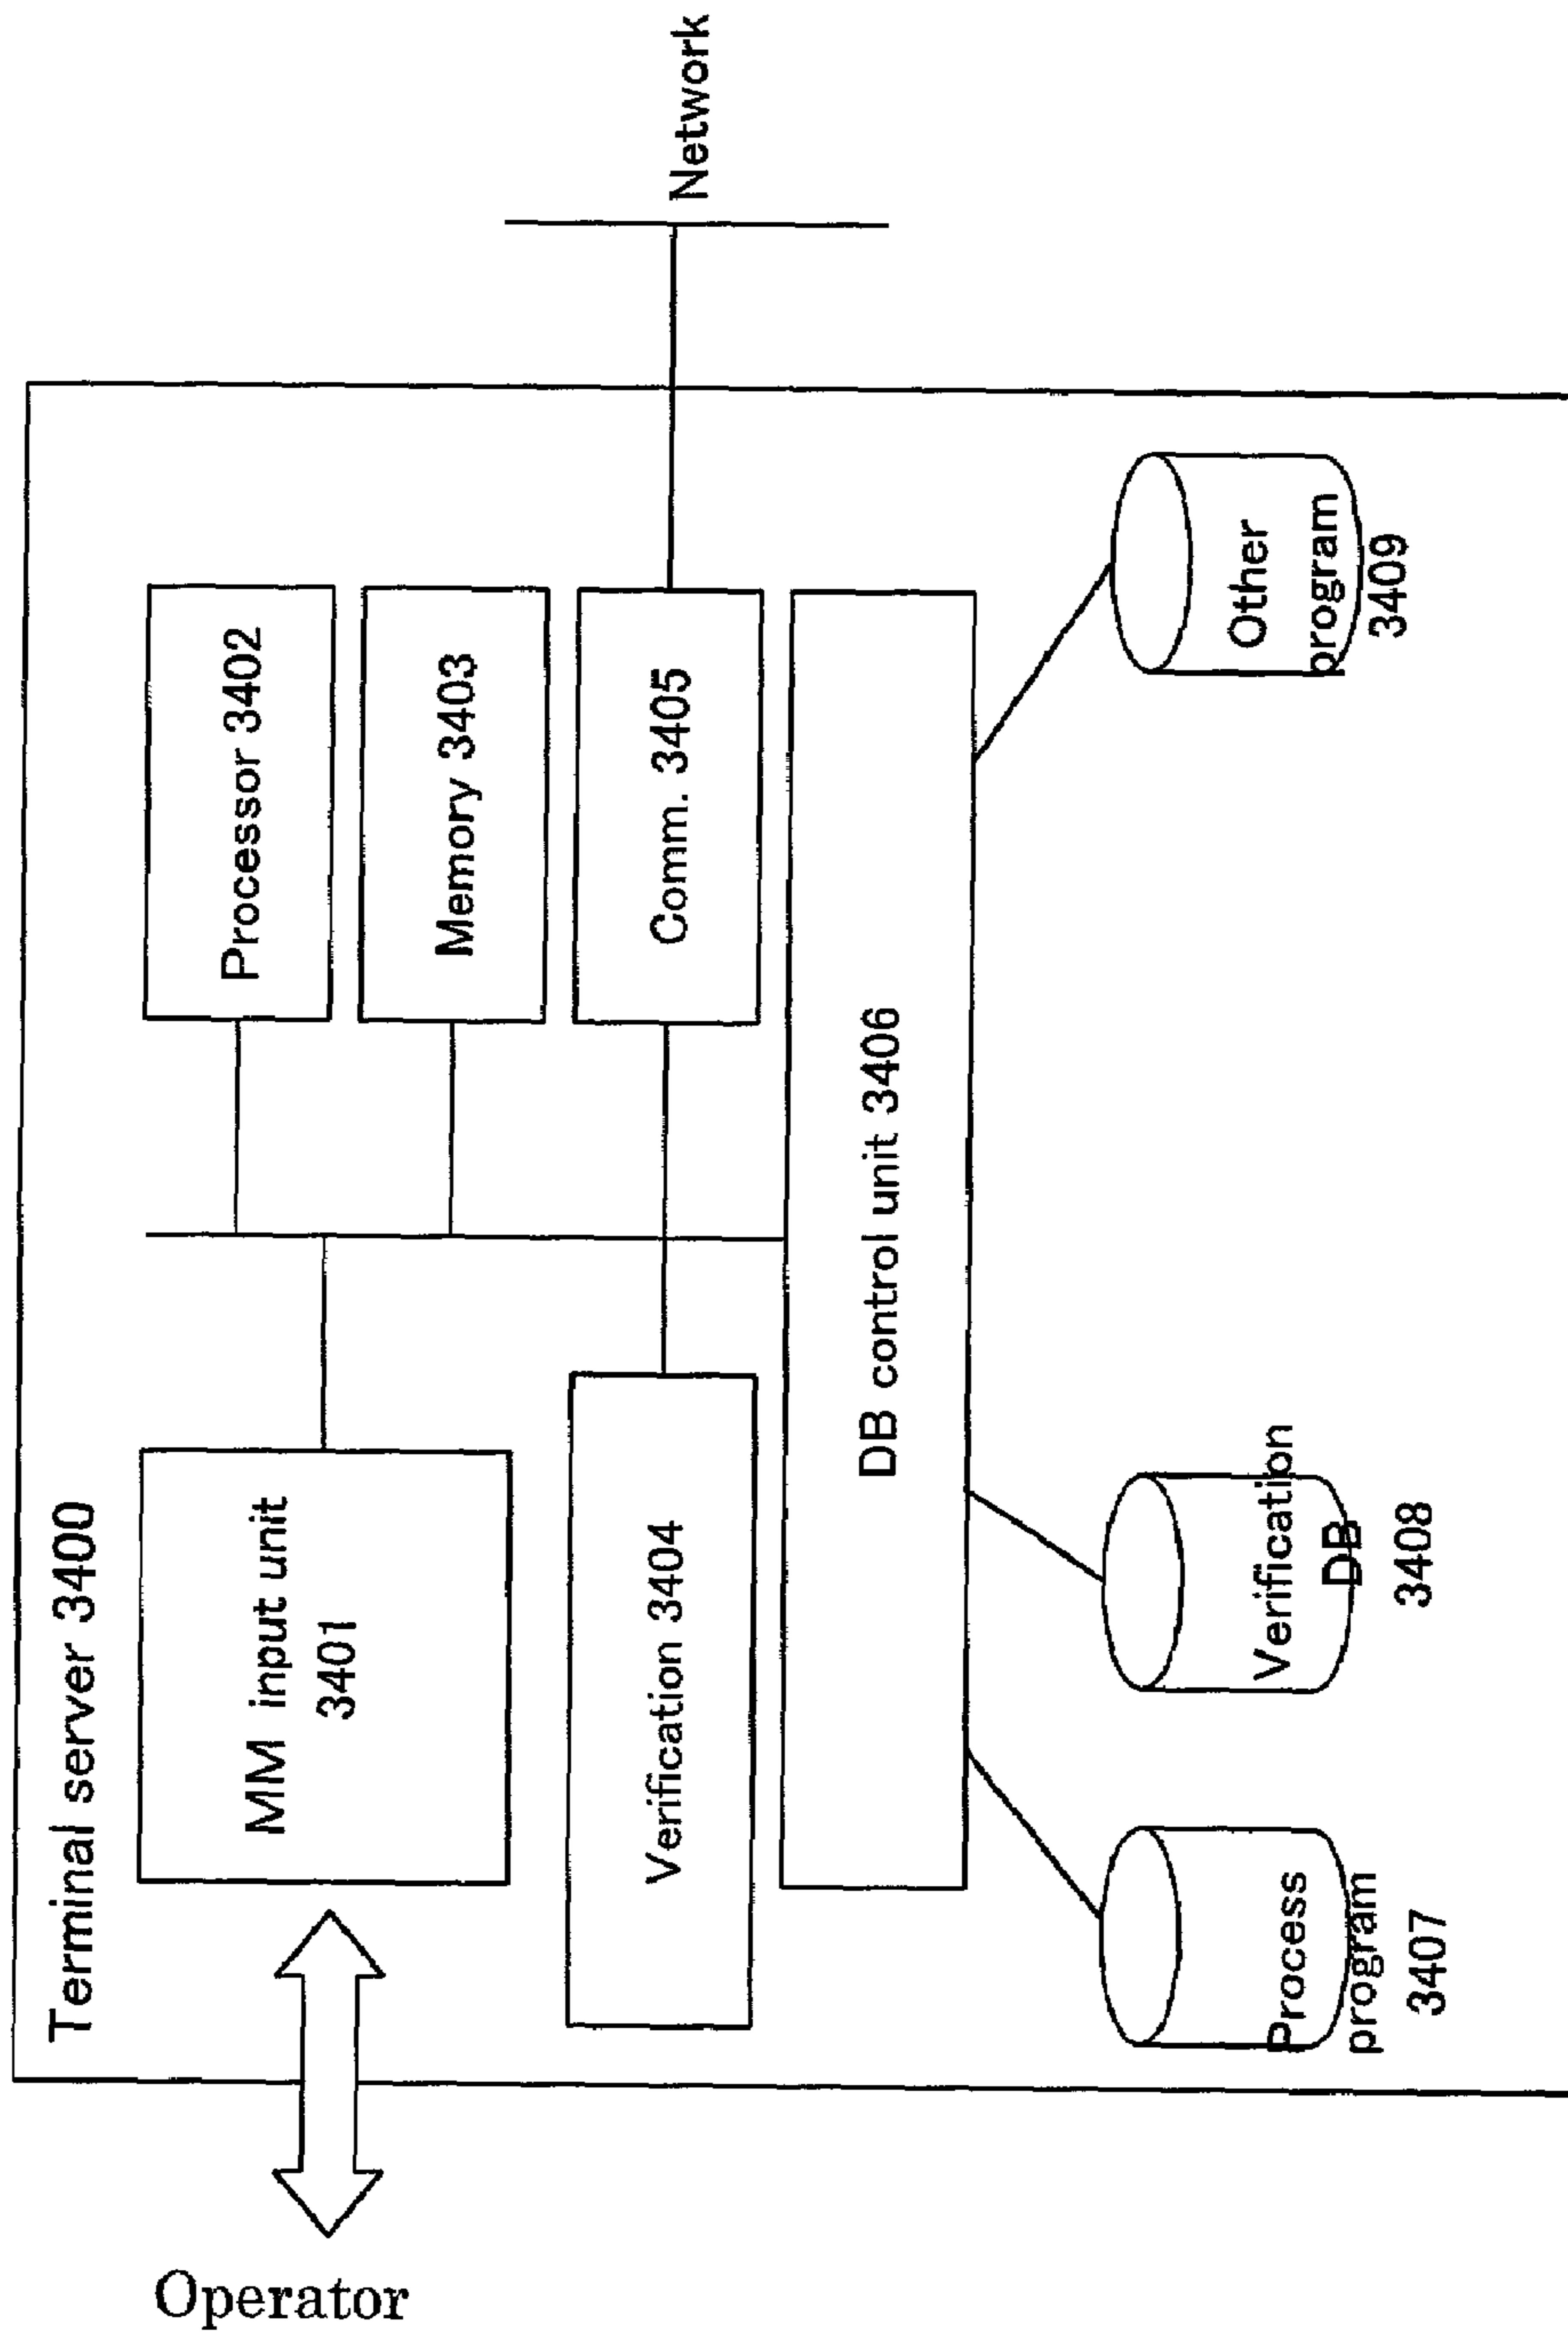 Terminal server 3400
Operator
MM input unit
3401
Processor 3402
Memory 3403
Verification 3404
Comm. 3405
Network
DB control unit 3406
Process
program
3407
Verification
DB
3408
Other
program
3409